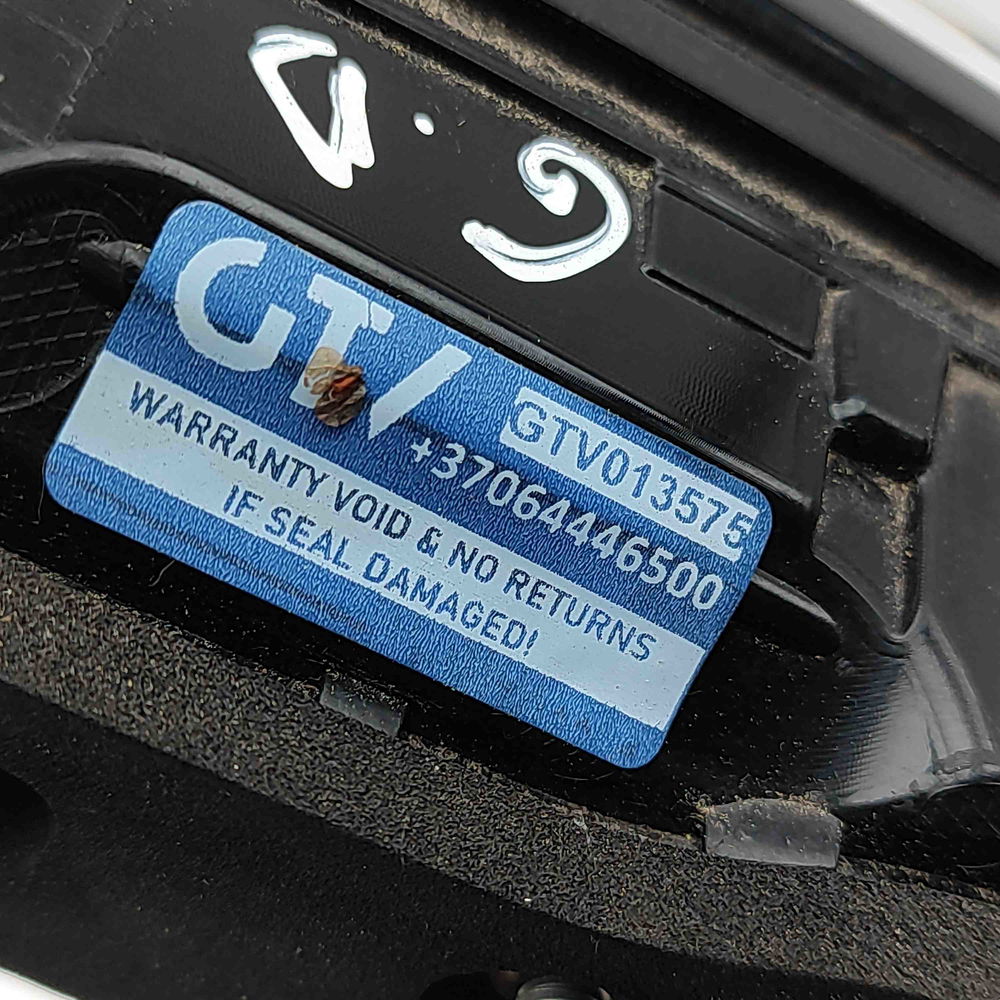 G.D
GTV
GTV013575
+37064446500
WARRANTY VOID & NO RETURNS
IF SEAL DAMAGED!